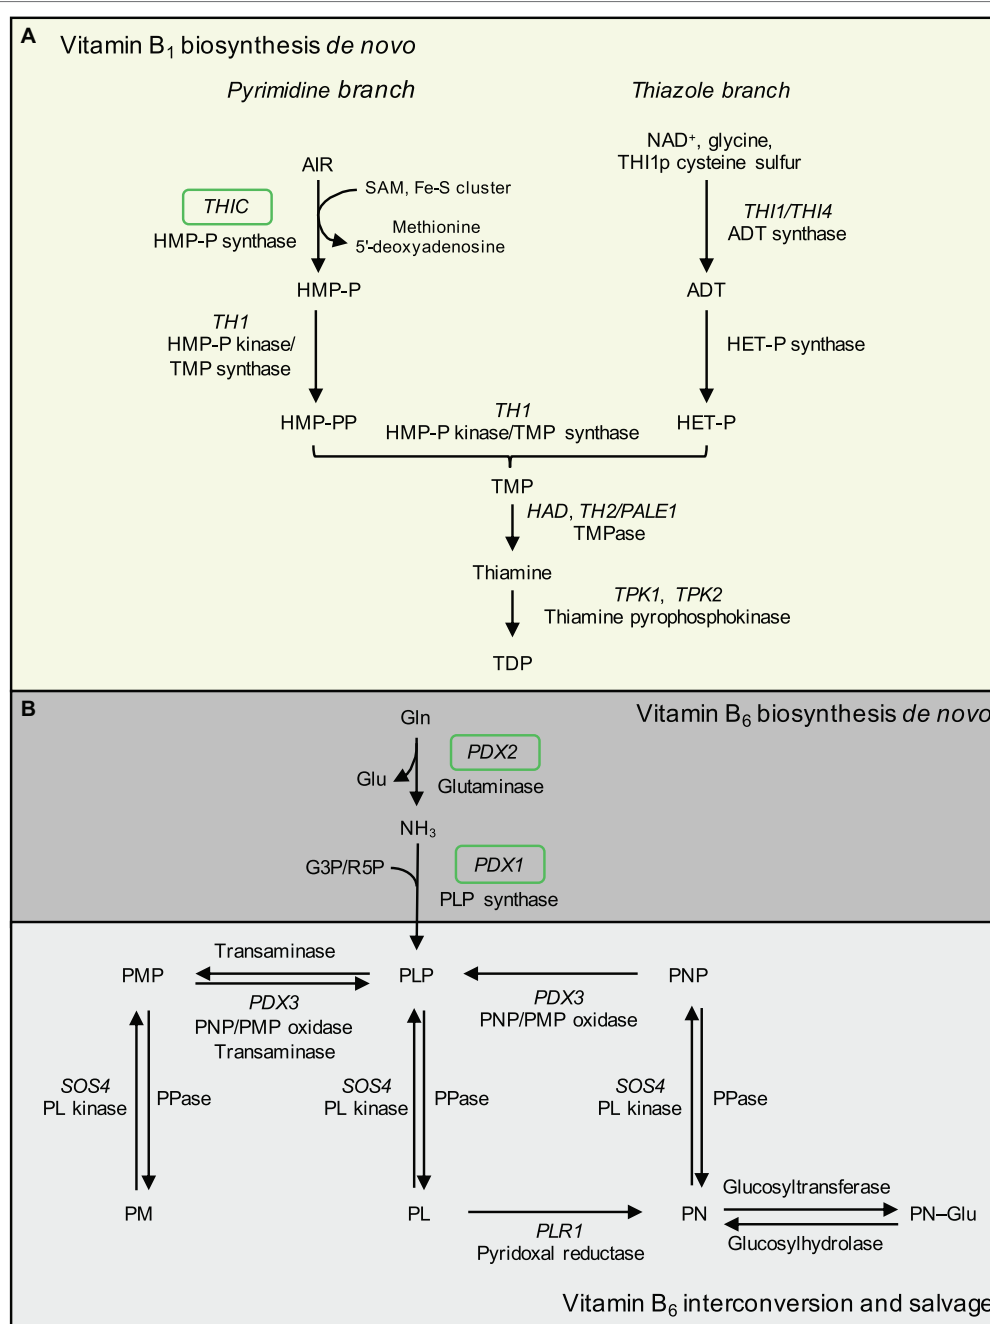 A
Vitamin B₁ biosynthesis de novo
Pyrimidine branch
Thiazole branch
AIR
SAM, Fe-S cluster
THIC
HMP-P synthase
Methionine
5'-deoxyadenosine
HMP-P
TH1
HMP-P kinase/
TMP synthase
HMP-PP
NAD⁺, glycine,
THI1p cysteine sulfur
THI1/THI4
ADT synthase
ADT
HET-P synthase
HET-P
TH1
HMP-P kinase/TMP synthase
TMP
HAD, TH2/PALE1
TMPase
Thiamine
TPK1, TPK2
Thiamine pyrophosphokinase
TDP
B
Vitamin B₆ biosynthesis de novo
Gln
PDX2
Glu
Glutaminase
NH₃
G3P/R5P
PDX1
PLP synthase
Transaminase
PMP
PLP
PNP
PDX3
PNP/PMP oxidase
Transaminase
PDX3
PNP/PMP oxidase
SOS4
PL kinase
PPase
SOS4
PL kinase
PPase
SOS4
PL kinase
PPase
PM
PL
PN
PN–Glu
PLR1
Pyridoxal reductase
Glucosyltransferase
Glucosylhydrolase
Vitamin B₆ interconversion and salvage